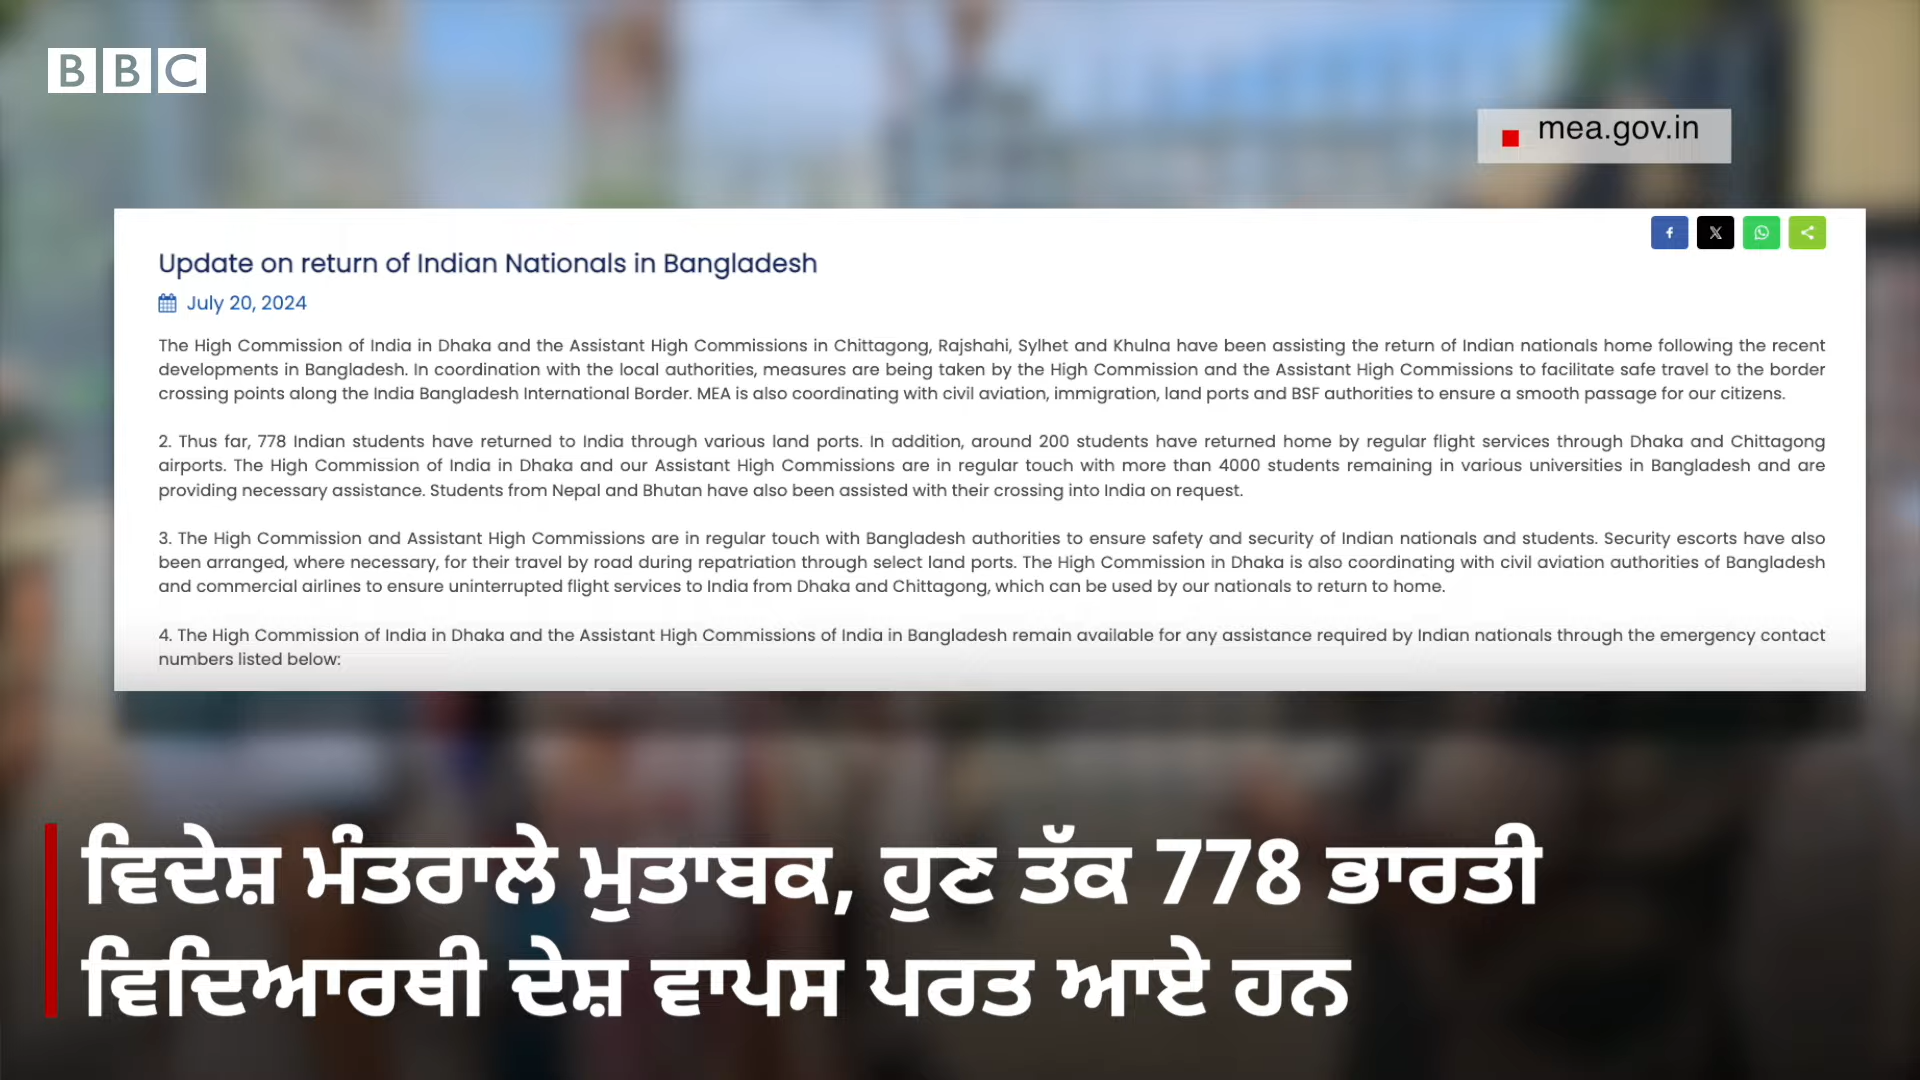 BBC
mea.gov.in
Update on return of Indian Nationals in Bangladesh
July 20, 2024
The High Commission of India in Dhaka and the Assistant High Commissions in Chittagong, Rajshahi, Sylhet and Khulna have been assisting the return of Indian nationals home following the recent
developments in Bangladesh. In coordination with the local authorities, measures are being taken by the High Commission and the Assistant High Commissions to facilitate safe travel to the border
crossing points along the India Bangladesh International Border. MEA is also coordinating with civil aviation, immigration, land ports and BSF authorities to ensure a smooth passage for our citizens.
2. Thus far, 778 Indian students have returned to India through various land ports. In addition, around 200 students have returned home by regular flight services through Dhaka and Chittagong
airports. The High Commission of India in Dhaka and our Assistant High Commissions are in regular touch with more than 4000 students remaining in various universities in Bangladesh and are
providing necessary assistance. Students from Nepal and Bhutan have also been assisted with their crossing into India on request.
3. The High Commission and Assistant High Commissions are in regular touch with Bangladesh authorities to ensure safety and security of Indian nationals and students. Security escorts have also
been arranged, where necessary, for their travel by road during repatriation through select land ports. The High Commission in Dhaka is also coordinating with civil aviation authorities of Bangladesh
and commercial airlines to ensure uninterrupted flight services to India from Dhaka and Chittagong, which can be used by our nationals to return to home.
4. The High Commission of India in Dhaka and the Assistant High Commissions of India in Bangladesh remain available for any assistance required by Indian nationals through the emergency contact
numbers listed below:
ਵਿਦੇਸ਼ ਮੰਤਰਾਲੇ ਮੁਤਾਬਕ, ਹੁਣ ਤੱਕ 778 ਭਾਰਤੀ
ਵਿਦਿਆਰਥੀ ਦੇਸ਼ ਵਾਪਸ ਪਰਤ ਆਏ ਹਨ